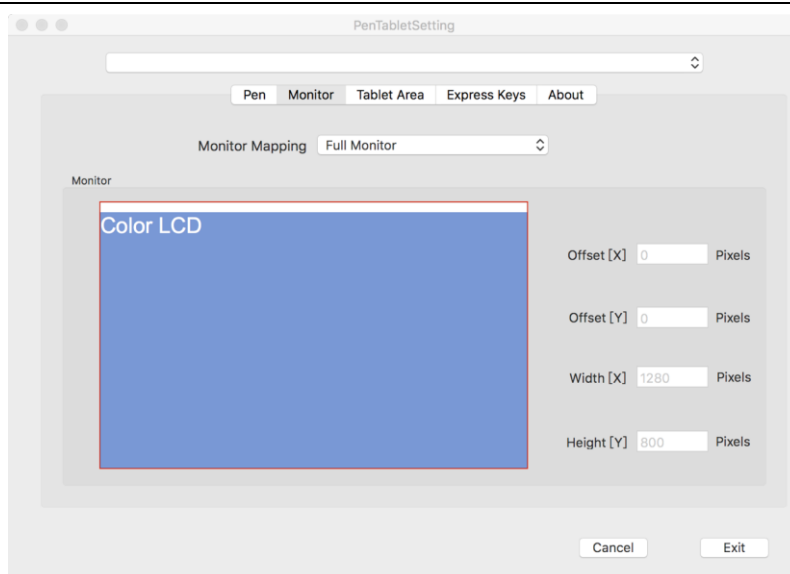 PenTabletSetting
Pen Monitor Tablet Area Express Keys About
Monitor Mapping Full Monitor
Monitor
Color LCD
Offset [X] 0 Pixels
Offset [Y] 0 Pixels
Width [X] 1280 Pixels
Height [Y] 800 Pixels
Cancel Exit